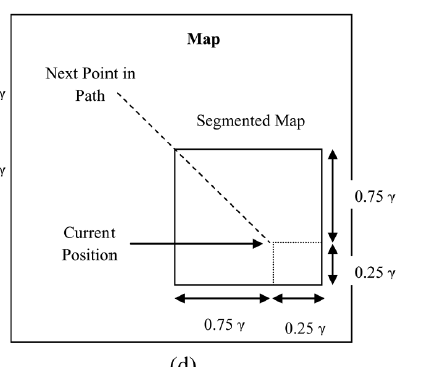 Map
Next Point in
Path
γ
Segmented Map
γ
0.75 γ
Current
Position
0.25 γ
0.75 γ
0.25 γ
(d)